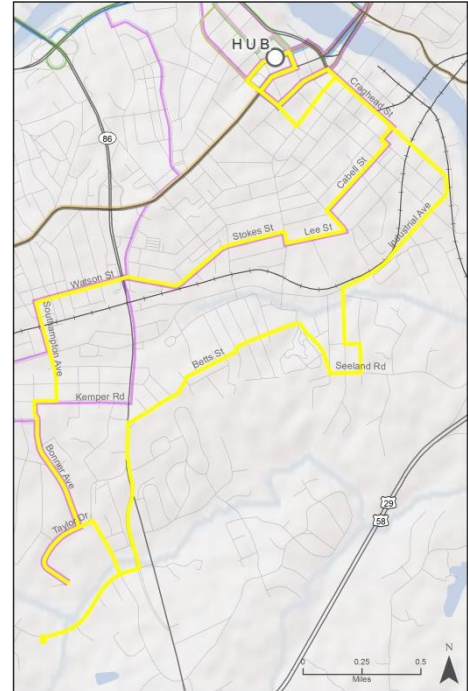 HUB
Craghead St
86
Cabell St
Industrial Ave
Stokes St
Lee St
Watson St
Southampton Ave
Betts St
Seeland Rd
Kemper Rd
Bonner Ave
29
58
Taylor Dr
N
0 0.25 0.5
Miles